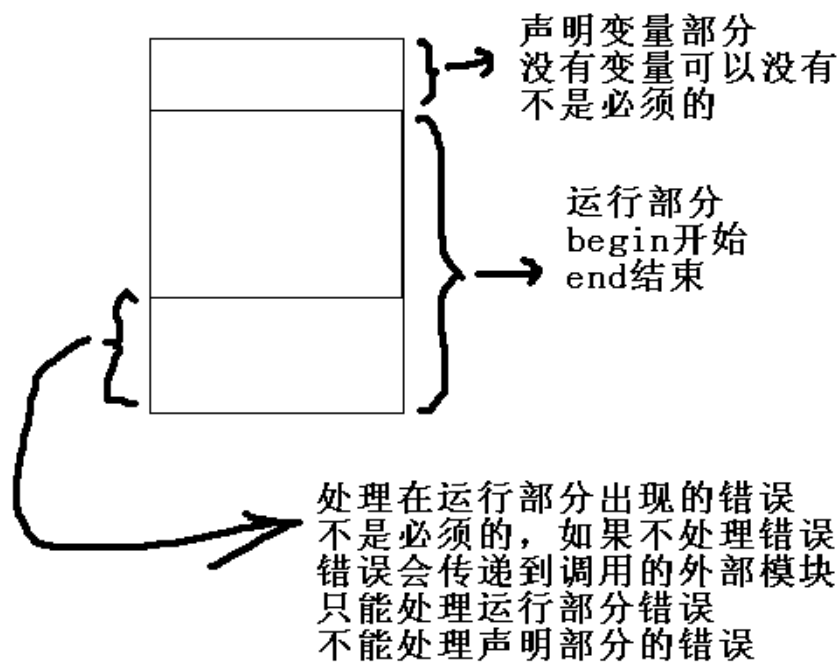 声明变量部分
没有变量可以没有
不是必须的
运行部分
begin开始
end结束
处理在运行部分出现的错误
不是必须的，如果不处理错误
错误会传递到调用的外部模块
只能处理运行部分错误
不能处理声明部分的错误